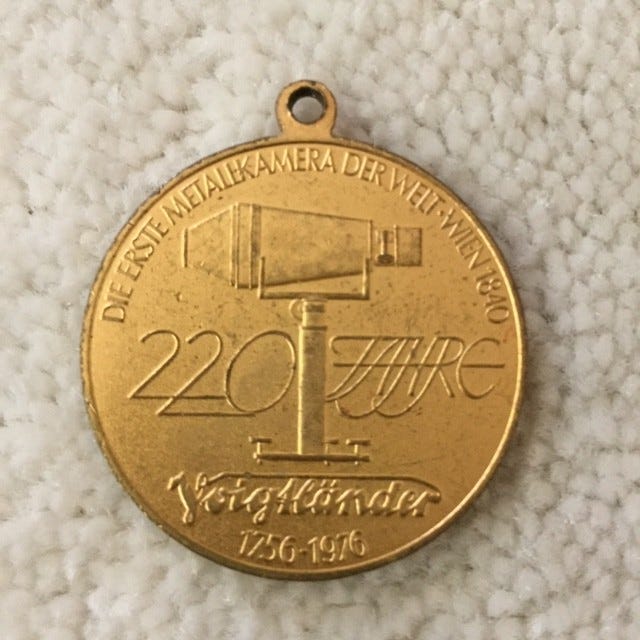 DIE ERSTE METALLKAMERA DER WELT·WIEN 1840
220 JAHRE
Voigtländer
1756-1976